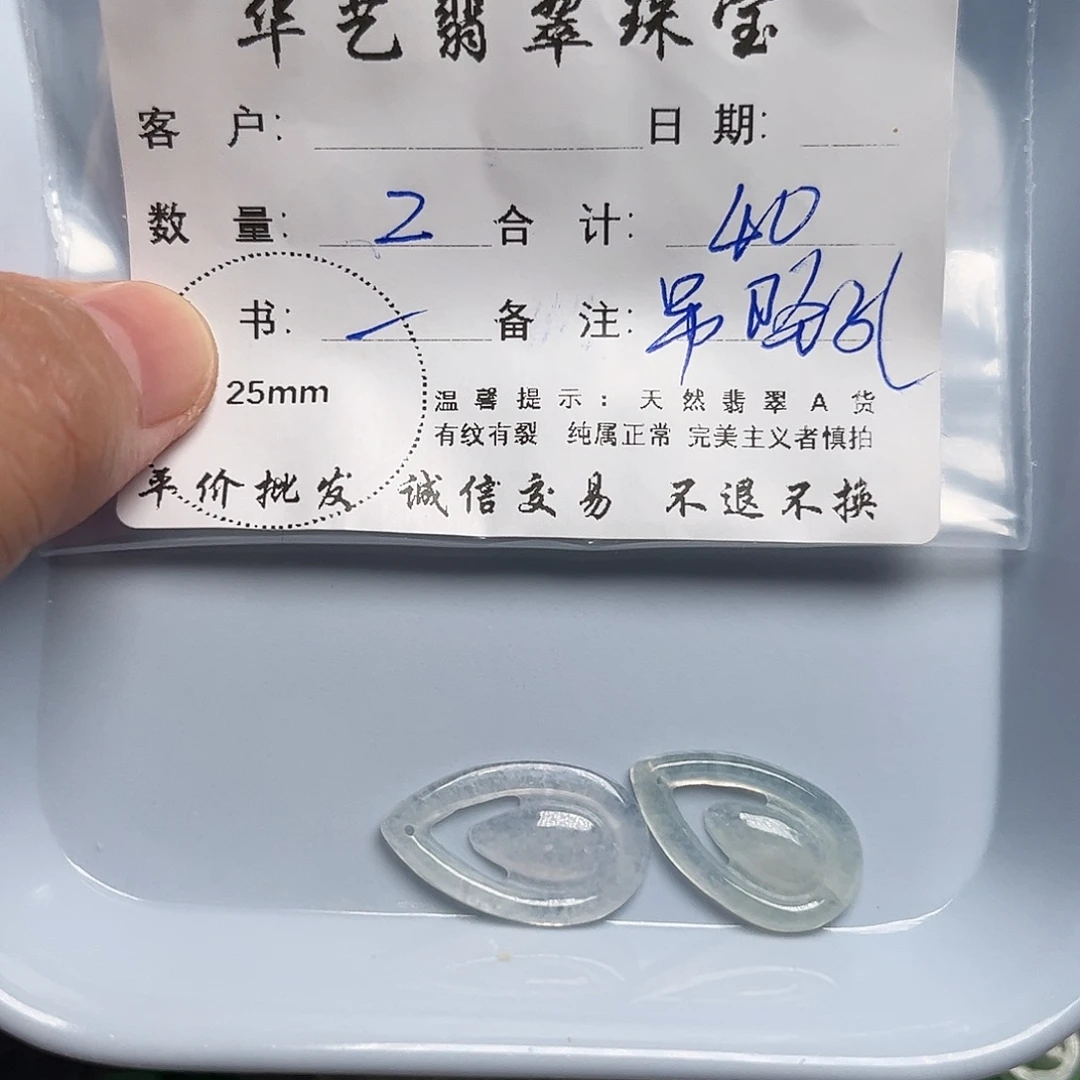 华艺翡翠珠宝
客 户: 日 期:
数 量: 2 合 计: 40
书: 一 备 注: 吊 孔
25mm
温馨提示:天然翡翠A货
有纹有裂 纯属正常 完美主义者慎拍
平价批发 诚信交易 不退不换